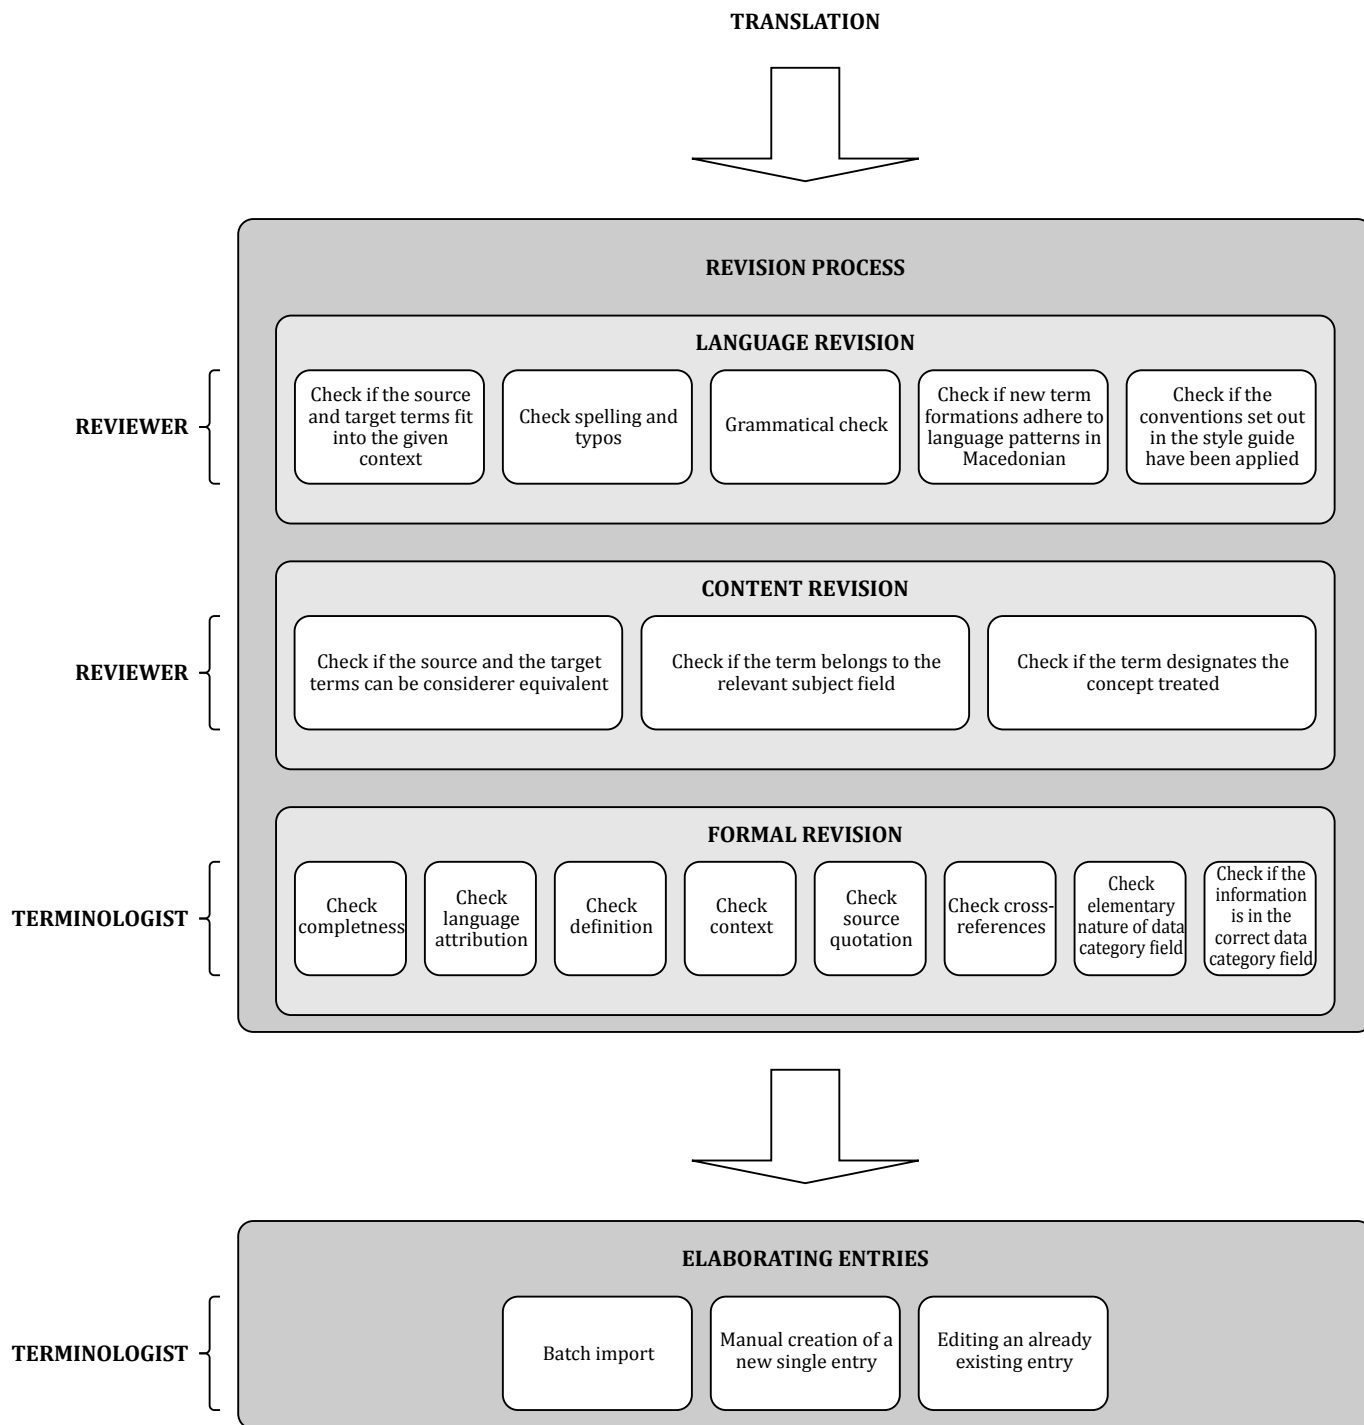 TRANSLATION
REVISION PROCESS
LANGUAGE REVISION
REVIEWER
Check if the source
and target terms fit
into the given
context
Check spelling and
typos
Grammatical check
Check if new term
formations adhere to
language patterns in
Macedonian
Check if the
conventions set out
in the style guide
have been applied
CONTENT REVISION
REVIEWER
Check if the source and the target
terms can be considerer equivalent
Check if the term belongs to the
relevant subject field
Check if the term designates the
concept treated
FORMAL REVISION
TERMINOLOGIST
Check
completness
Check
language
attribution
Check
definition
Check
context
Check
source
quotation
Check cross-
references
Check
elementary
nature of data
category field
Check if the
information
is in the
correct data
category field
ELABORATING ENTRIES
TERMINOLOGIST
Batch import
Manual creation of a
new single entry
Editing an already
existing entry